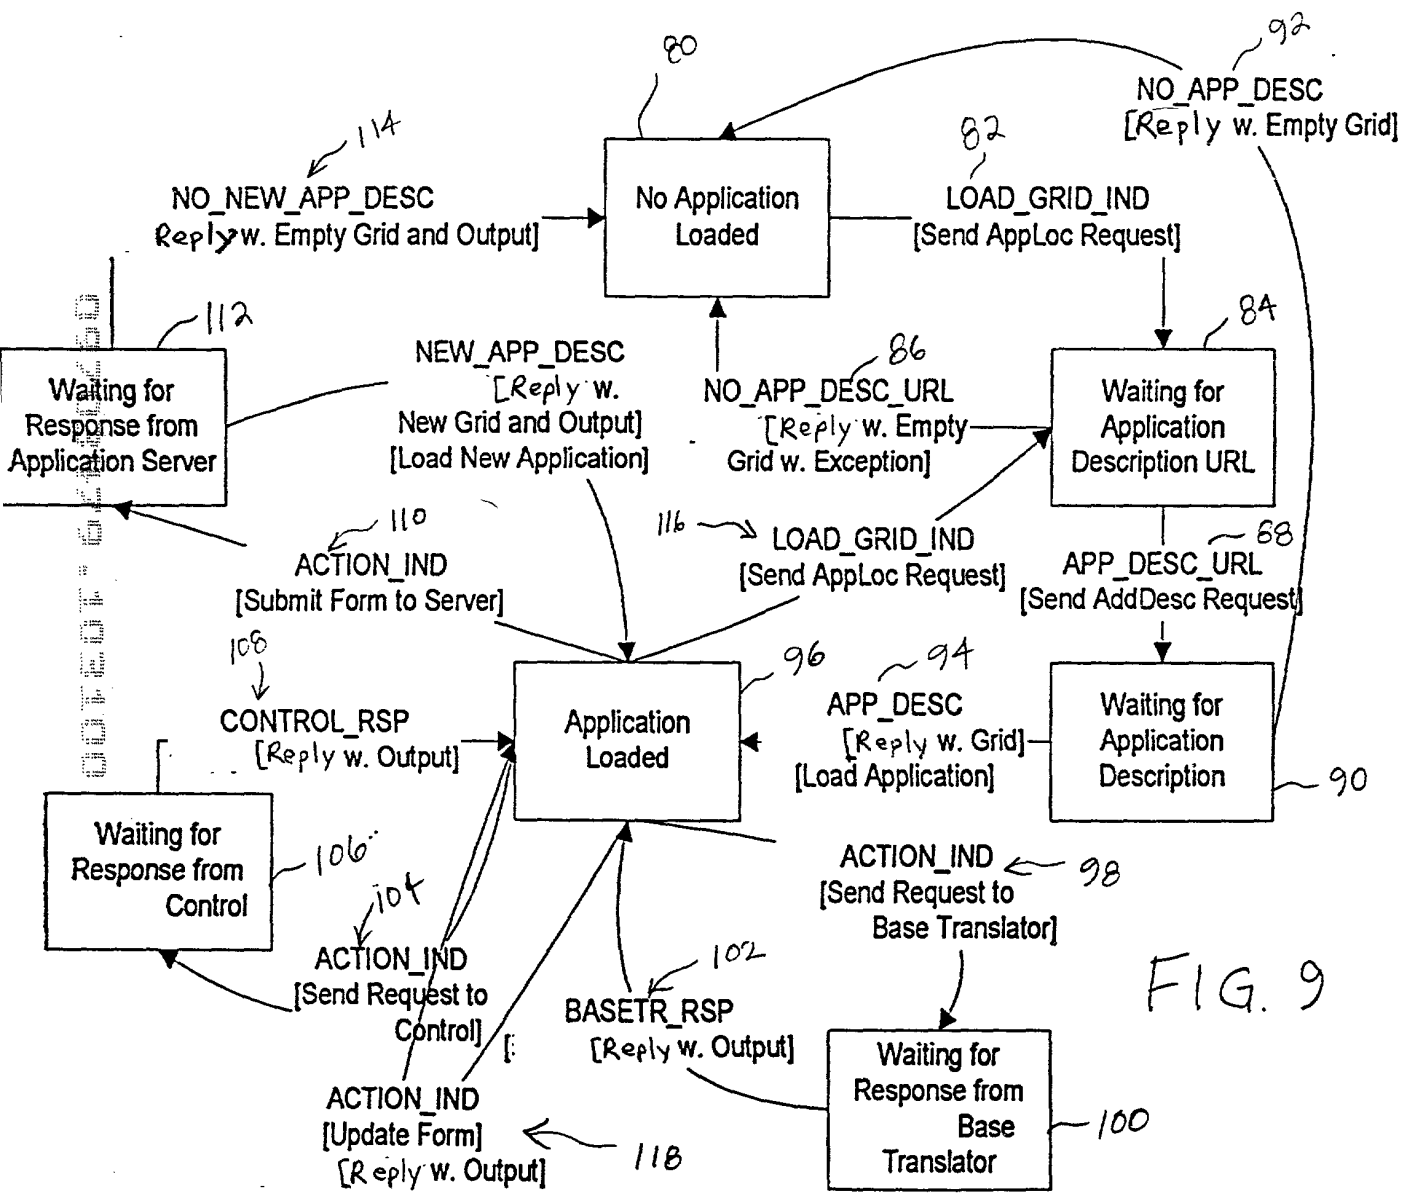 92
NO_APP_DESC
[Reply w. Empty Grid]
80
114
82
NO_NEW_APP_DESC
Reply w. Empty Grid and Output]
No Application
Loaded
LOAD_GRID_IND
[Send AppLoc Request]
112
84
Waiting for
Response from
Application Server
NEW_APP_DESC
[Reply w.
New Grid and Output]
[Load New Application]
86
NO_APP_DESC_URL
[Reply w. Empty
Grid w. Exception]
Waiting for
Application
Description URL
110
ACTION_IND
[Submit Form to Server]
116
LOAD_GRID_IND
[Send AppLoc Request]
68
APP_DESC_URL
[Send AddDesc Request]
108
CONTROL_RSP
[Reply w. Output]
96
Application
Loaded
94
APP_DESC
[Reply w. Grid]
[Load Application]
Waiting for
Application
Description
90
Waiting for
Response from
Control
106
104
ACTION_IND
[Send Request to
Control]
ACTION_IND
[Send Request to
Base Translator]
98
102
BASETR_RSP
[Reply w. Output]
FIG. 9
Waiting for
Response from
Base
Translator
100
ACTION_IND
[Update Form]
[Reply w. Output]
118